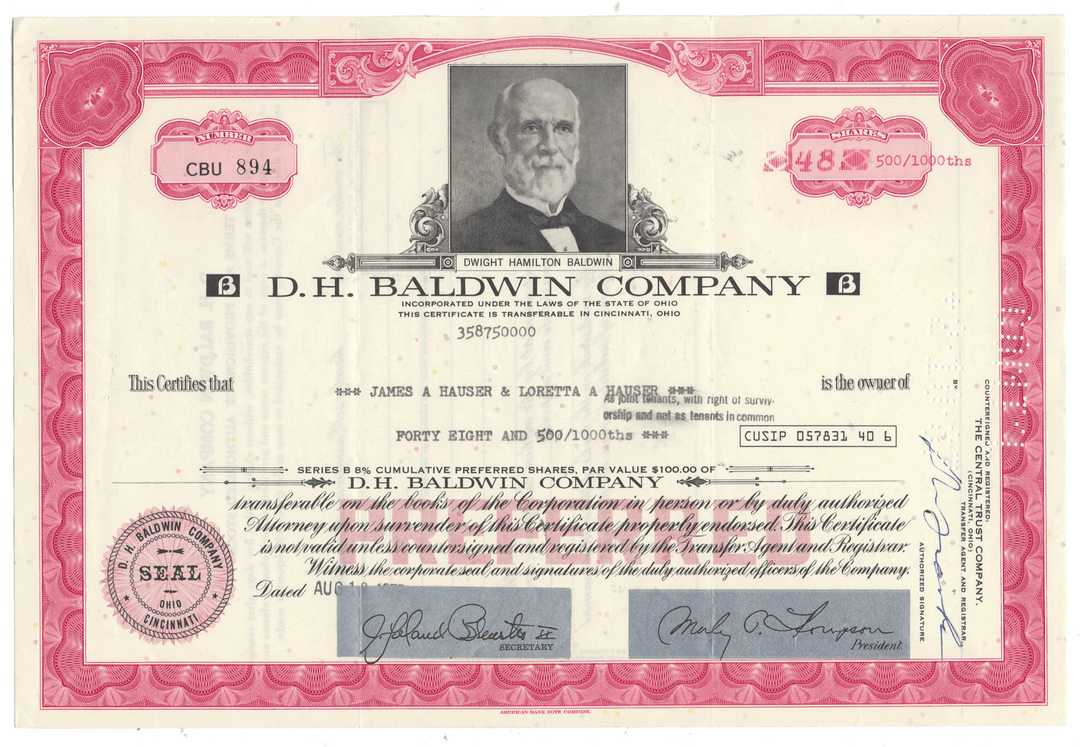 NUMBER
CBU 894
SHARES
48 500/1000ths
DWIGHT HAMILTON BALDWIN
B D.H. BALDWIN COMPANY B
INCORPORATED UNDER THE LAWS OF THE STATE OF OHIO
THIS CERTIFICATE IS TRANSFERABLE IN CINCINNATI, OHIO
358750000
This Certifies that *** JAMES A HAUSER & LORETTA A HAUSER *** is the owner of
As joint tenants, with right of surviv-
orship and not as tenants in common
FORTY EIGHT AND 500/1000ths ***
CUSIP 057831 40 6
SERIES B 8% CUMULATIVE PREFERRED SHARES, PAR VALUE $100.00 OF
D. H. BALDWIN COMPANY
PREFERRED
transferable on the books of the Corporation in person or by duly authorized
Attorney upon surrender of this Certificate properly endorsed. This Certificate
is not valid unless countersigned and registered by the Transfer Agent and Registrar.
Witness the corporate seal and signatures of the duly authorized officers of the Company.
Dated AUG
D. H. BALDWIN COMPANY
SEAL
OHIO
CINCINNATI
SECRETARY
President.
COUNTERSIGNED AND REGISTERED:
THE CENTRAL TRUST COMPANY.
(CINCINNATI, OHIO)
TRANSFER AGENT AND REGISTRAR,
BY
AUTHORIZED SIGNATURE
AMERICAN BANK NOTE COMPANY.